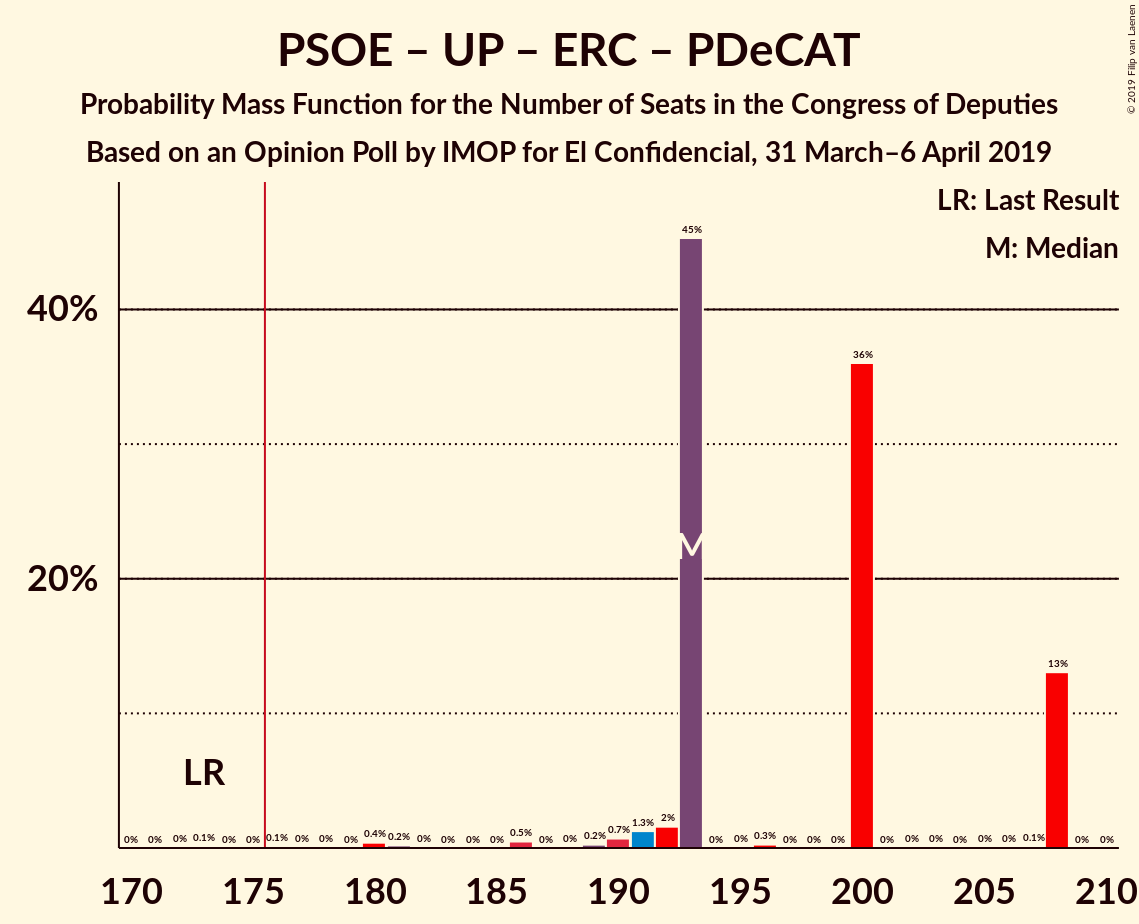 PSOE – UP – ERC – PDeCAT
Probability Mass Function for the Number of Seats in the Congress of Deputies
Based on an Opinion Poll by IMOP for El Confidencial, 31 March–6 April 2019
© 2019 Filip van Laenen
LR: Last Result
M: Median
40%
20%
45%
36%
13%
M
LR
0% 0% 0% 0.1% 0% 0% 0.1% 0% 0% 0% 0.4% 0.2% 0% 0% 0% 0% 0.5% 0% 0% 0.2% 0.7% 1.3% 2% 0% 0% 0.3% 0% 0% 0% 0% 0% 0% 0% 0% 0% 0% 0.1% 0% 0%
170 175 180 185 190 195 200 205 210